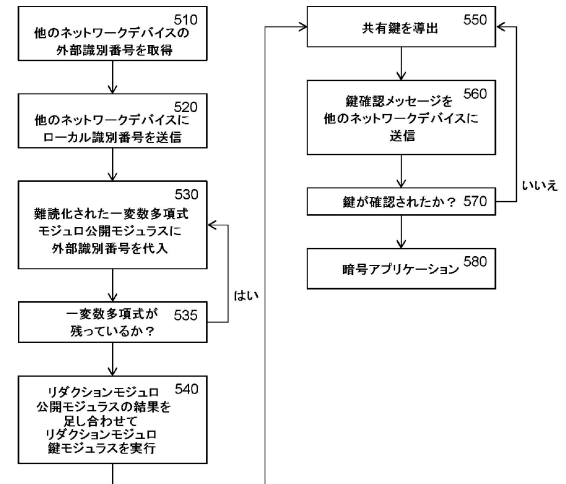 510
他のネットワークデバイスの
外部識別番号を取得
520
他のネットワークデバイスに
ローカル識別番号を送信
530
難読化された一変数多項式
モジュロ公開モジュラスに
外部識別番号を代入
はい
一変数多項式が 535
残っているか？
540
リダクションモジュロ
公開モジュラスの結果を
足し合わせて
リダクションモジュロ
鍵モジュラスを実行
550
共有鍵を導出
560
鍵確認メッセージを
他のネットワークデバイスに
送信
いいえ
鍵が確認されたか？ 570
580
暗号アプリケーション